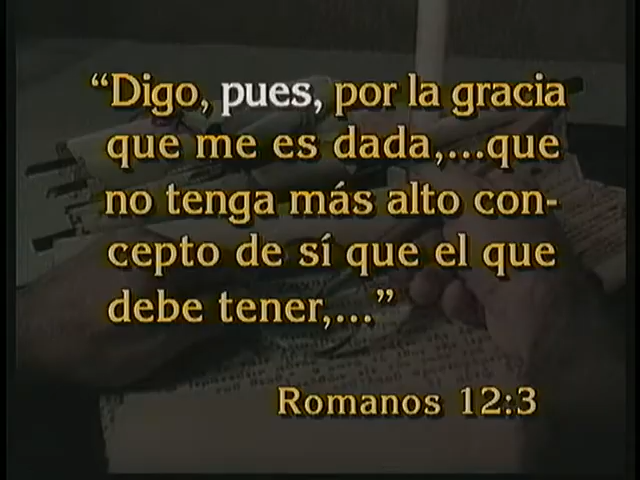 “Digo, pues, por la gracia
que me es dada,...que
no tenga más alto con-
cepto de sí que el que
debe tener,...”
Romanos 12:3